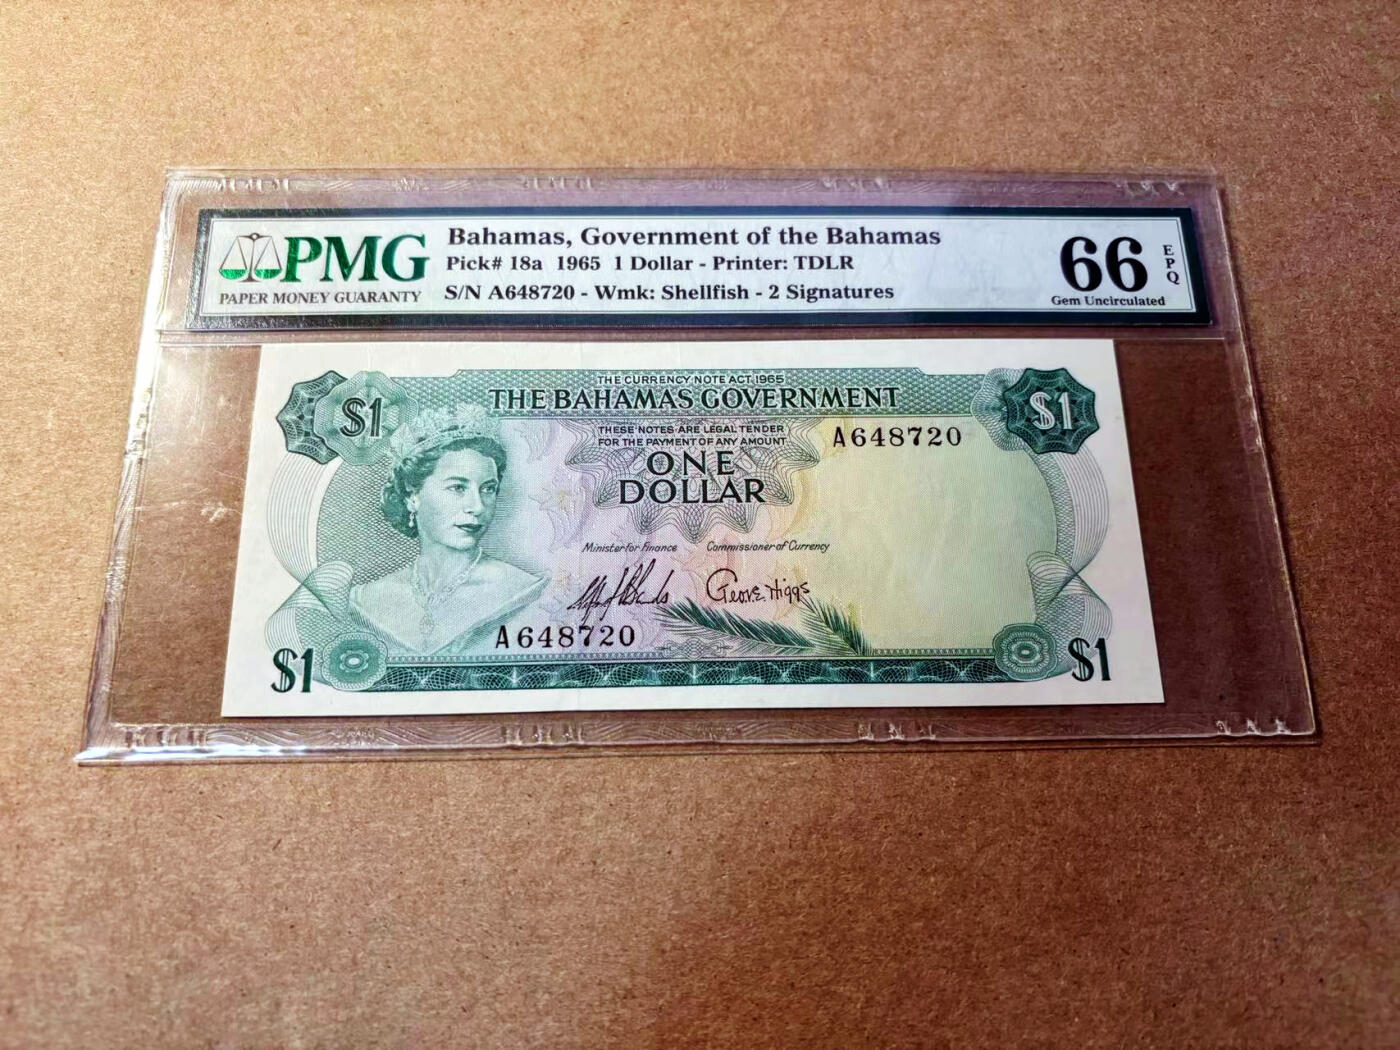 PMG
PAPER MONEY GUARANTY
Bahamas, Government of the Bahamas
Pick# 18a 1965 1 Dollar - Printer: TDLR
S/N A648720 - Wmk: Shellfish - 2 Signatures
66
EPQ
Gem Uncirculated
THE CURRENCY NOTE ACT 1965
THE BAHAMAS GOVERNMENT
$1
$1
THESE NOTES ARE LEGAL TENDER
FOR THE PAYMENT OF ANY AMOUNT
A648720
ONE
DOLLAR
Minister for Finance
Commissioner of Currency
Geo. Higgs
A648720
$1
$1